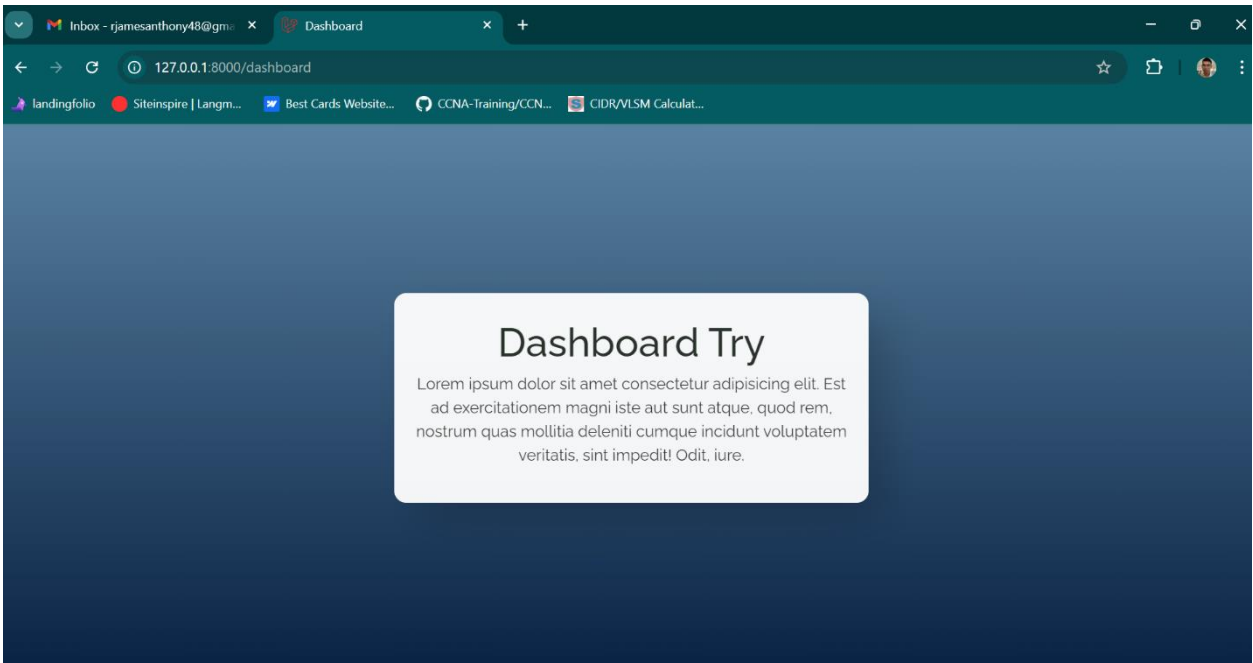 Inbox - rjamesanthony48@gma
Dashboard
127.0.0.1:8000/dashboard
landingfolio
Siteinspire | Langm...
Best Cards Website...
CCNA-Training/CCN...
CIDR/VLSM Calculat...
Dashboard Try
Lorem ipsum dolor sit amet consectetur adipisicing elit. Est
ad exercitationem magni iste aut sunt atque, quod rem,
nostrum quas mollitia deleniti cumque incidunt voluptatem
veritatis, sint impedit! Odit, iure.